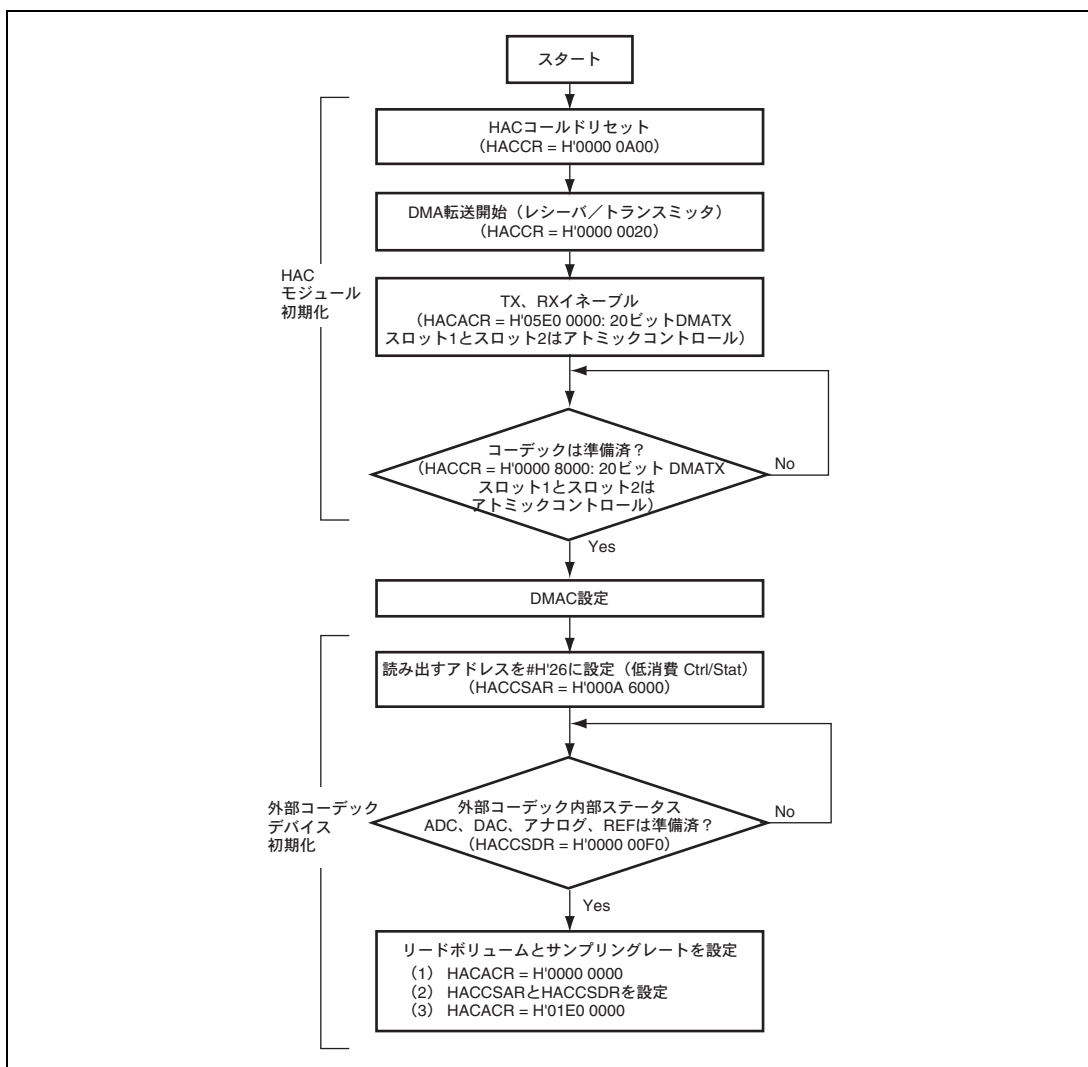 スタート
HACコールドリセット
（HACCR = H'0000 0A00）
DMA転送開始（レシーバ／トランスミッタ）
（HACCR = H'0000 0020）
HAC
モジュール
初期化
TX、RXイネーブル
（HACACR = H'05E0 0000: 20ビットDMATX
スロット1とスロット2はアトミックコントロール）
コーデックは準備済？
（HACCR = H'0000 8000: 20ビット DMATX
スロット1とスロット2は
アトミックコントロール）
No
Yes
DMAC設定
読み出すアドレスを#H'26に設定（低消費 Ctrl/Stat）
（HACCSAR = H'000A 6000）
外部コーデック
デバイス
初期化
外部コーデック内部ステータス
ADC、DAC、アナログ、REFは準備済？
（HACCSDR = H'0000 00F0）
No
Yes
リードボリュームとサンプリングレートを設定
（1） HACACR = H'0000 0000
（2） HACCSARとHACCSDRを設定
（3） HACACR = H'01E0 0000